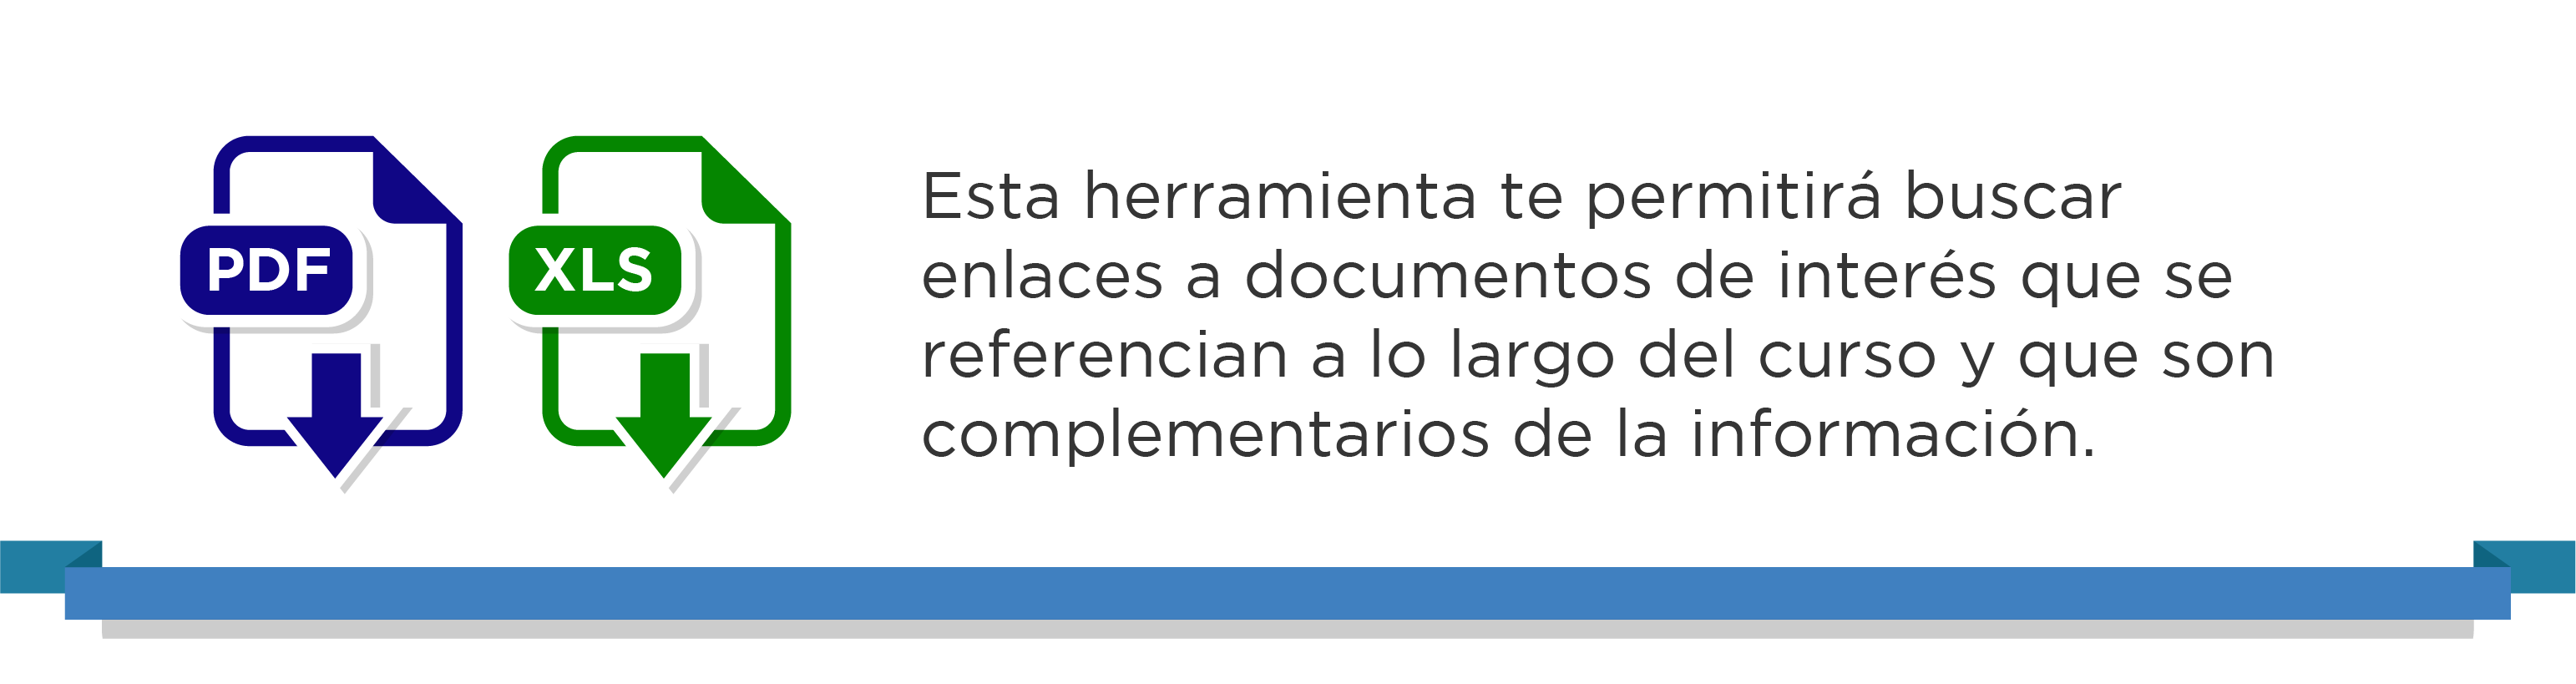 PDF
XLS
Esta herramienta te permitirá buscar
enlaces a documentos de interés que se
referencian a lo largo del curso y que son
complementarios de la información.